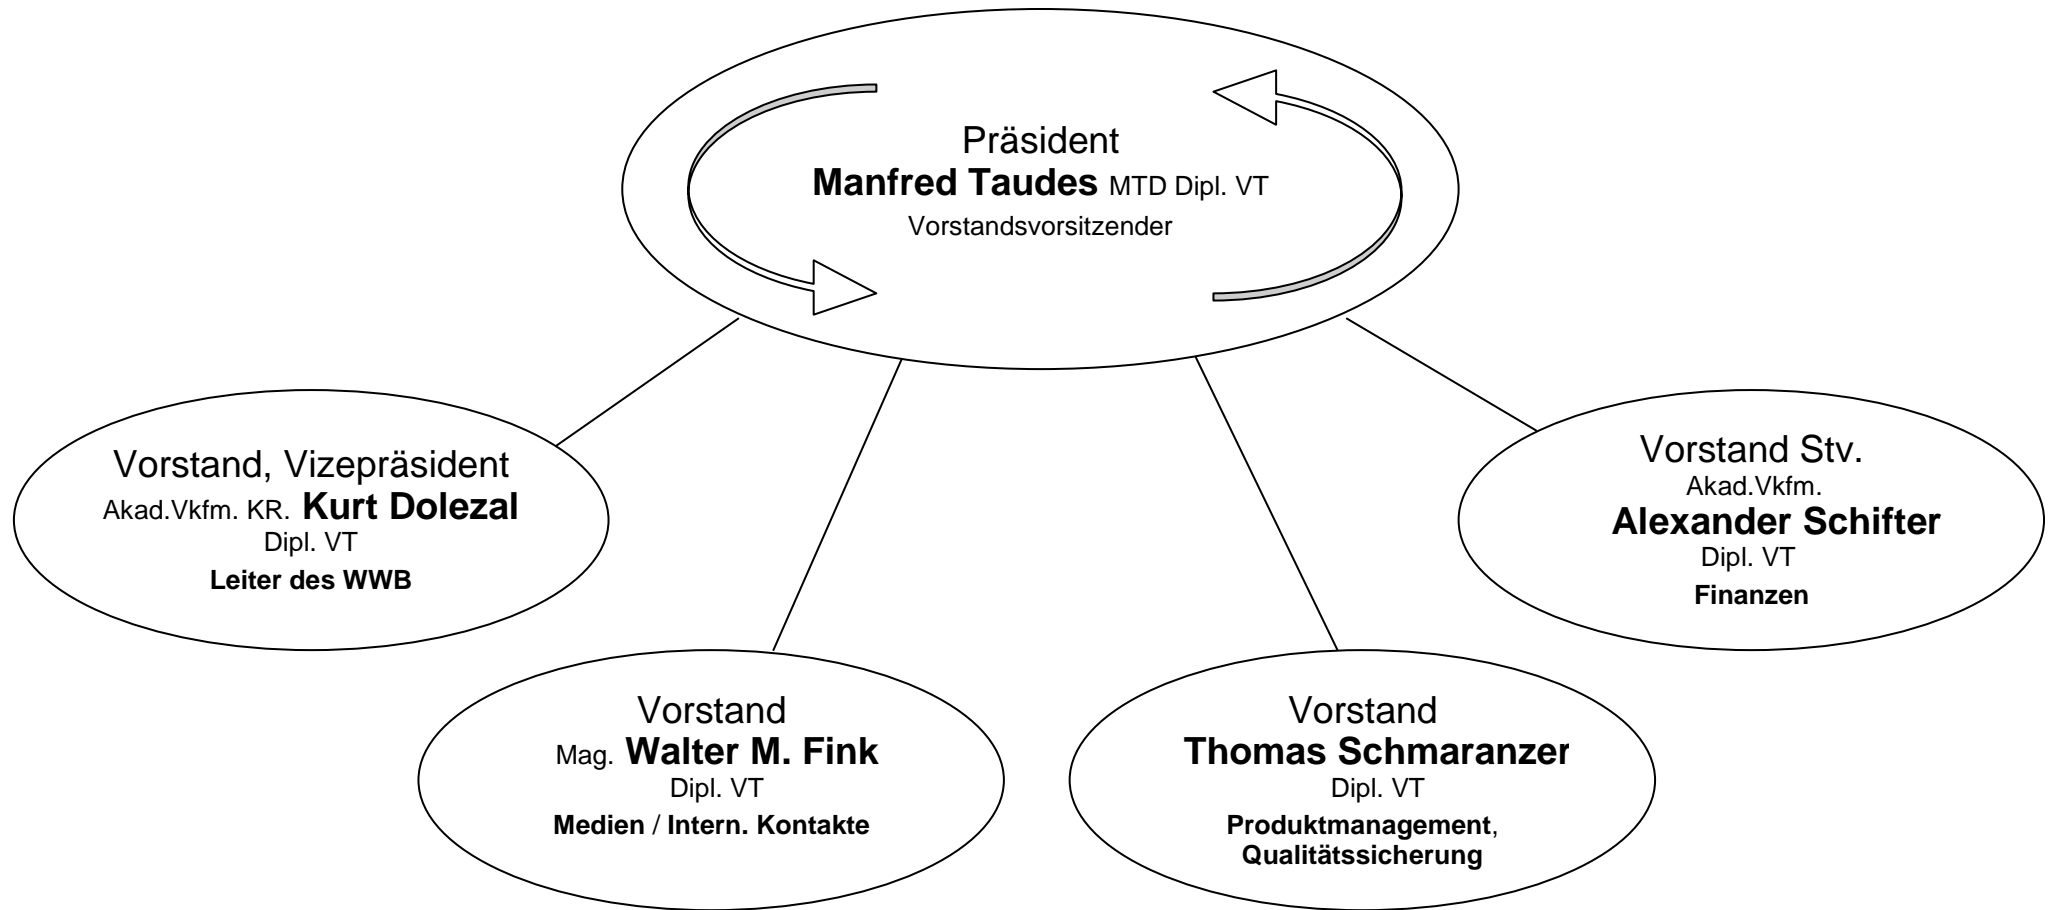 Präsident
Manfred Taudes MTD Dipl. VT
Vorstandsvorsitzender
Vorstand, Vizepräsident
Akad.Vkfm. KR. Kurt Dolezal
Dipl. VT
Leiter des WWB
Vorstand
Mag. Walter M. Fink
Dipl. VT
Medien / Intern. Kontakte
Vorstand
Thomas Schmaranzer
Dipl. VT
Produktmanagement,
Qualitätssicherung
Vorstand Stv.
Akad.Vkfm.
Alexander Schifter
Dipl. VT
Finanzen